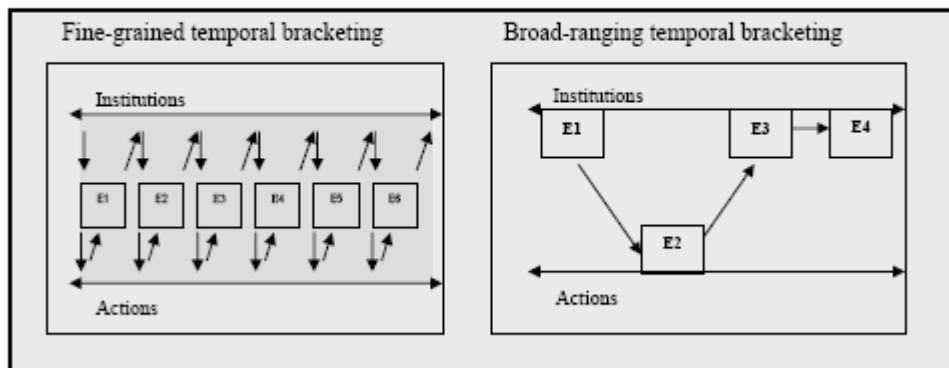 Fine-grained temporal bracketing
Institutions
E1 E2 E3 E4 E5 E6
Actions
Broad-ranging temporal bracketing
Institutions
E1 E3 E4
E2
Actions